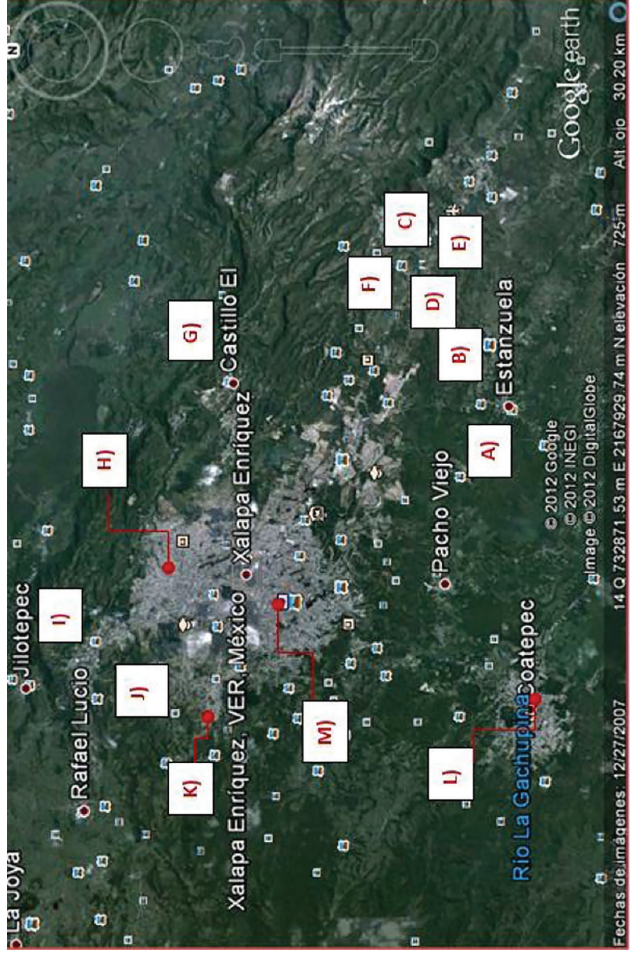 La Joya
Jilotepec
I)
Rafael Lucio
H)
J)
G)
K)
Castillo El
Xalapa Enríquez, VER, México
Xalapa Enríquez
M)
F)
C)
D)
Pacho Viejo
L)
E)
B)
A)
Estanzuela
Rio La Gachupina
coatepec
© 2012 Google
© 2012 INEGI
Image © 2012 DigitalGlobe
Google earth
Fechas de imágenes: 12/27/2007 14 Q 732871.53 m E 2167929.74 m N elevación 725 m Alt. ojo 30.20 km
N